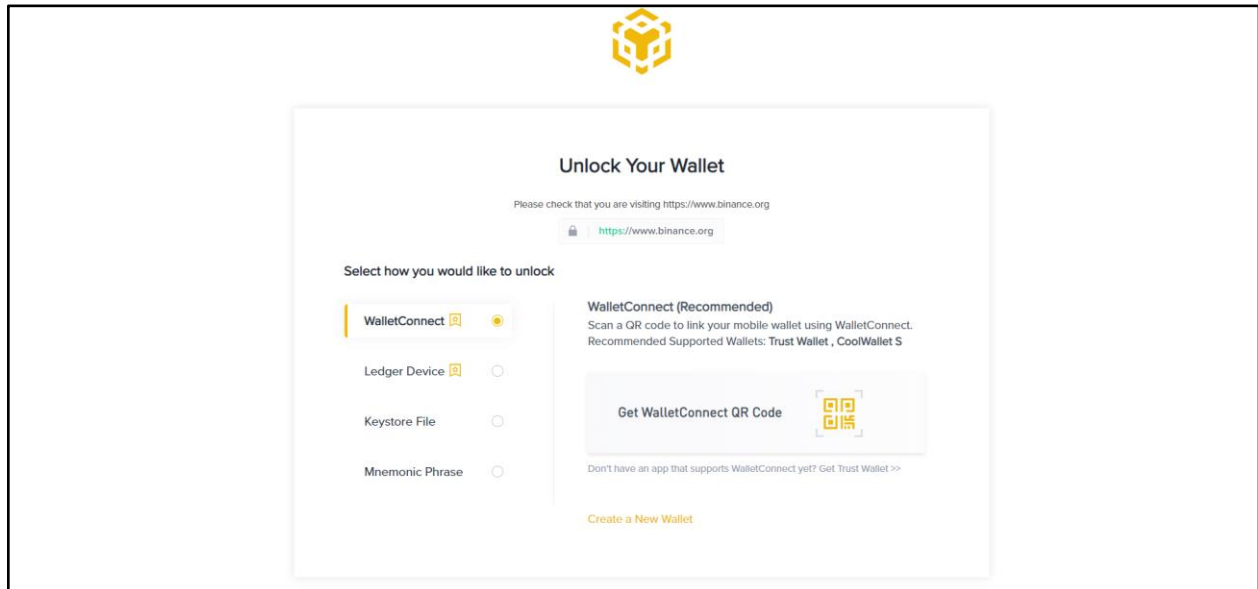 Unlock Your Wallet
Please check that you are visiting https://www.binance.org
https://www.binance.org
Select how you would like to unlock
WalletConnect
Ledger Device
Keystore File
Mnemonic Phrase
WalletConnect (Recommended)
Scan a QR code to link your mobile wallet using WalletConnect.
Recommended Supported Wallets: Trust Wallet , CoolWallet S
Get WalletConnect QR Code
Don't have an app that supports WalletConnect yet? Get Trust Wallet >>
Create a New Wallet